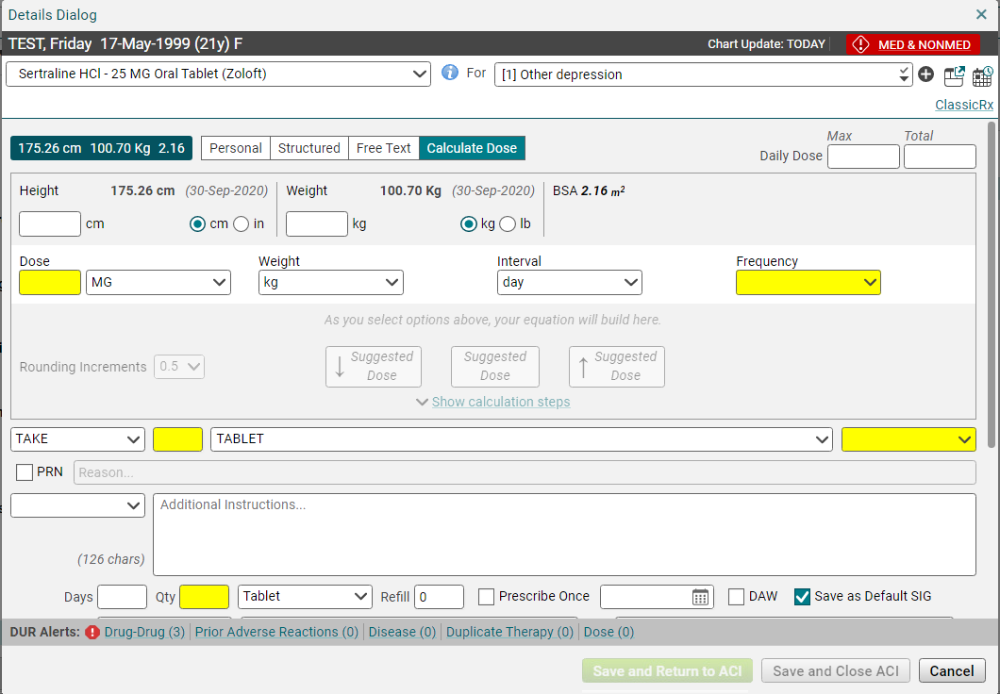 Details Dialog
TEST, Friday 17-May-1999 (21y) F Chart Update: TODAY MED & NONMED
Sertraline HCl - 25 MG Oral Tablet (Zoloft) For [1] Other depression
ClassicRx
175.26 cm 100.70 Kg 2.16 Personal Structured Free Text Calculate Dose
Max Total
Daily Dose
Height 175.26 cm (30-Sep-2020) Weight 100.70 Kg (30-Sep-2020) BSA 2.16 m²
cm cm in kg kg lb
Dose Weight Interval Frequency
MG kg day
As you select options above, your equation will build here.
Rounding Increments 0.5 Suggested Dose Suggested Dose Suggested Dose
Show calculation steps
TAKE TABLET
PRN Reason...
Additional Instructions...
(126 chars)
Days Qty Tablet Refill 0 Prescribe Once DAW Save as Default SIG
DUR Alerts: Drug-Drug (3) Prior Adverse Reactions (0) Disease (0) Duplicate Therapy (0) Dose (0)
Save and Return to ACI Save and Close ACI Cancel